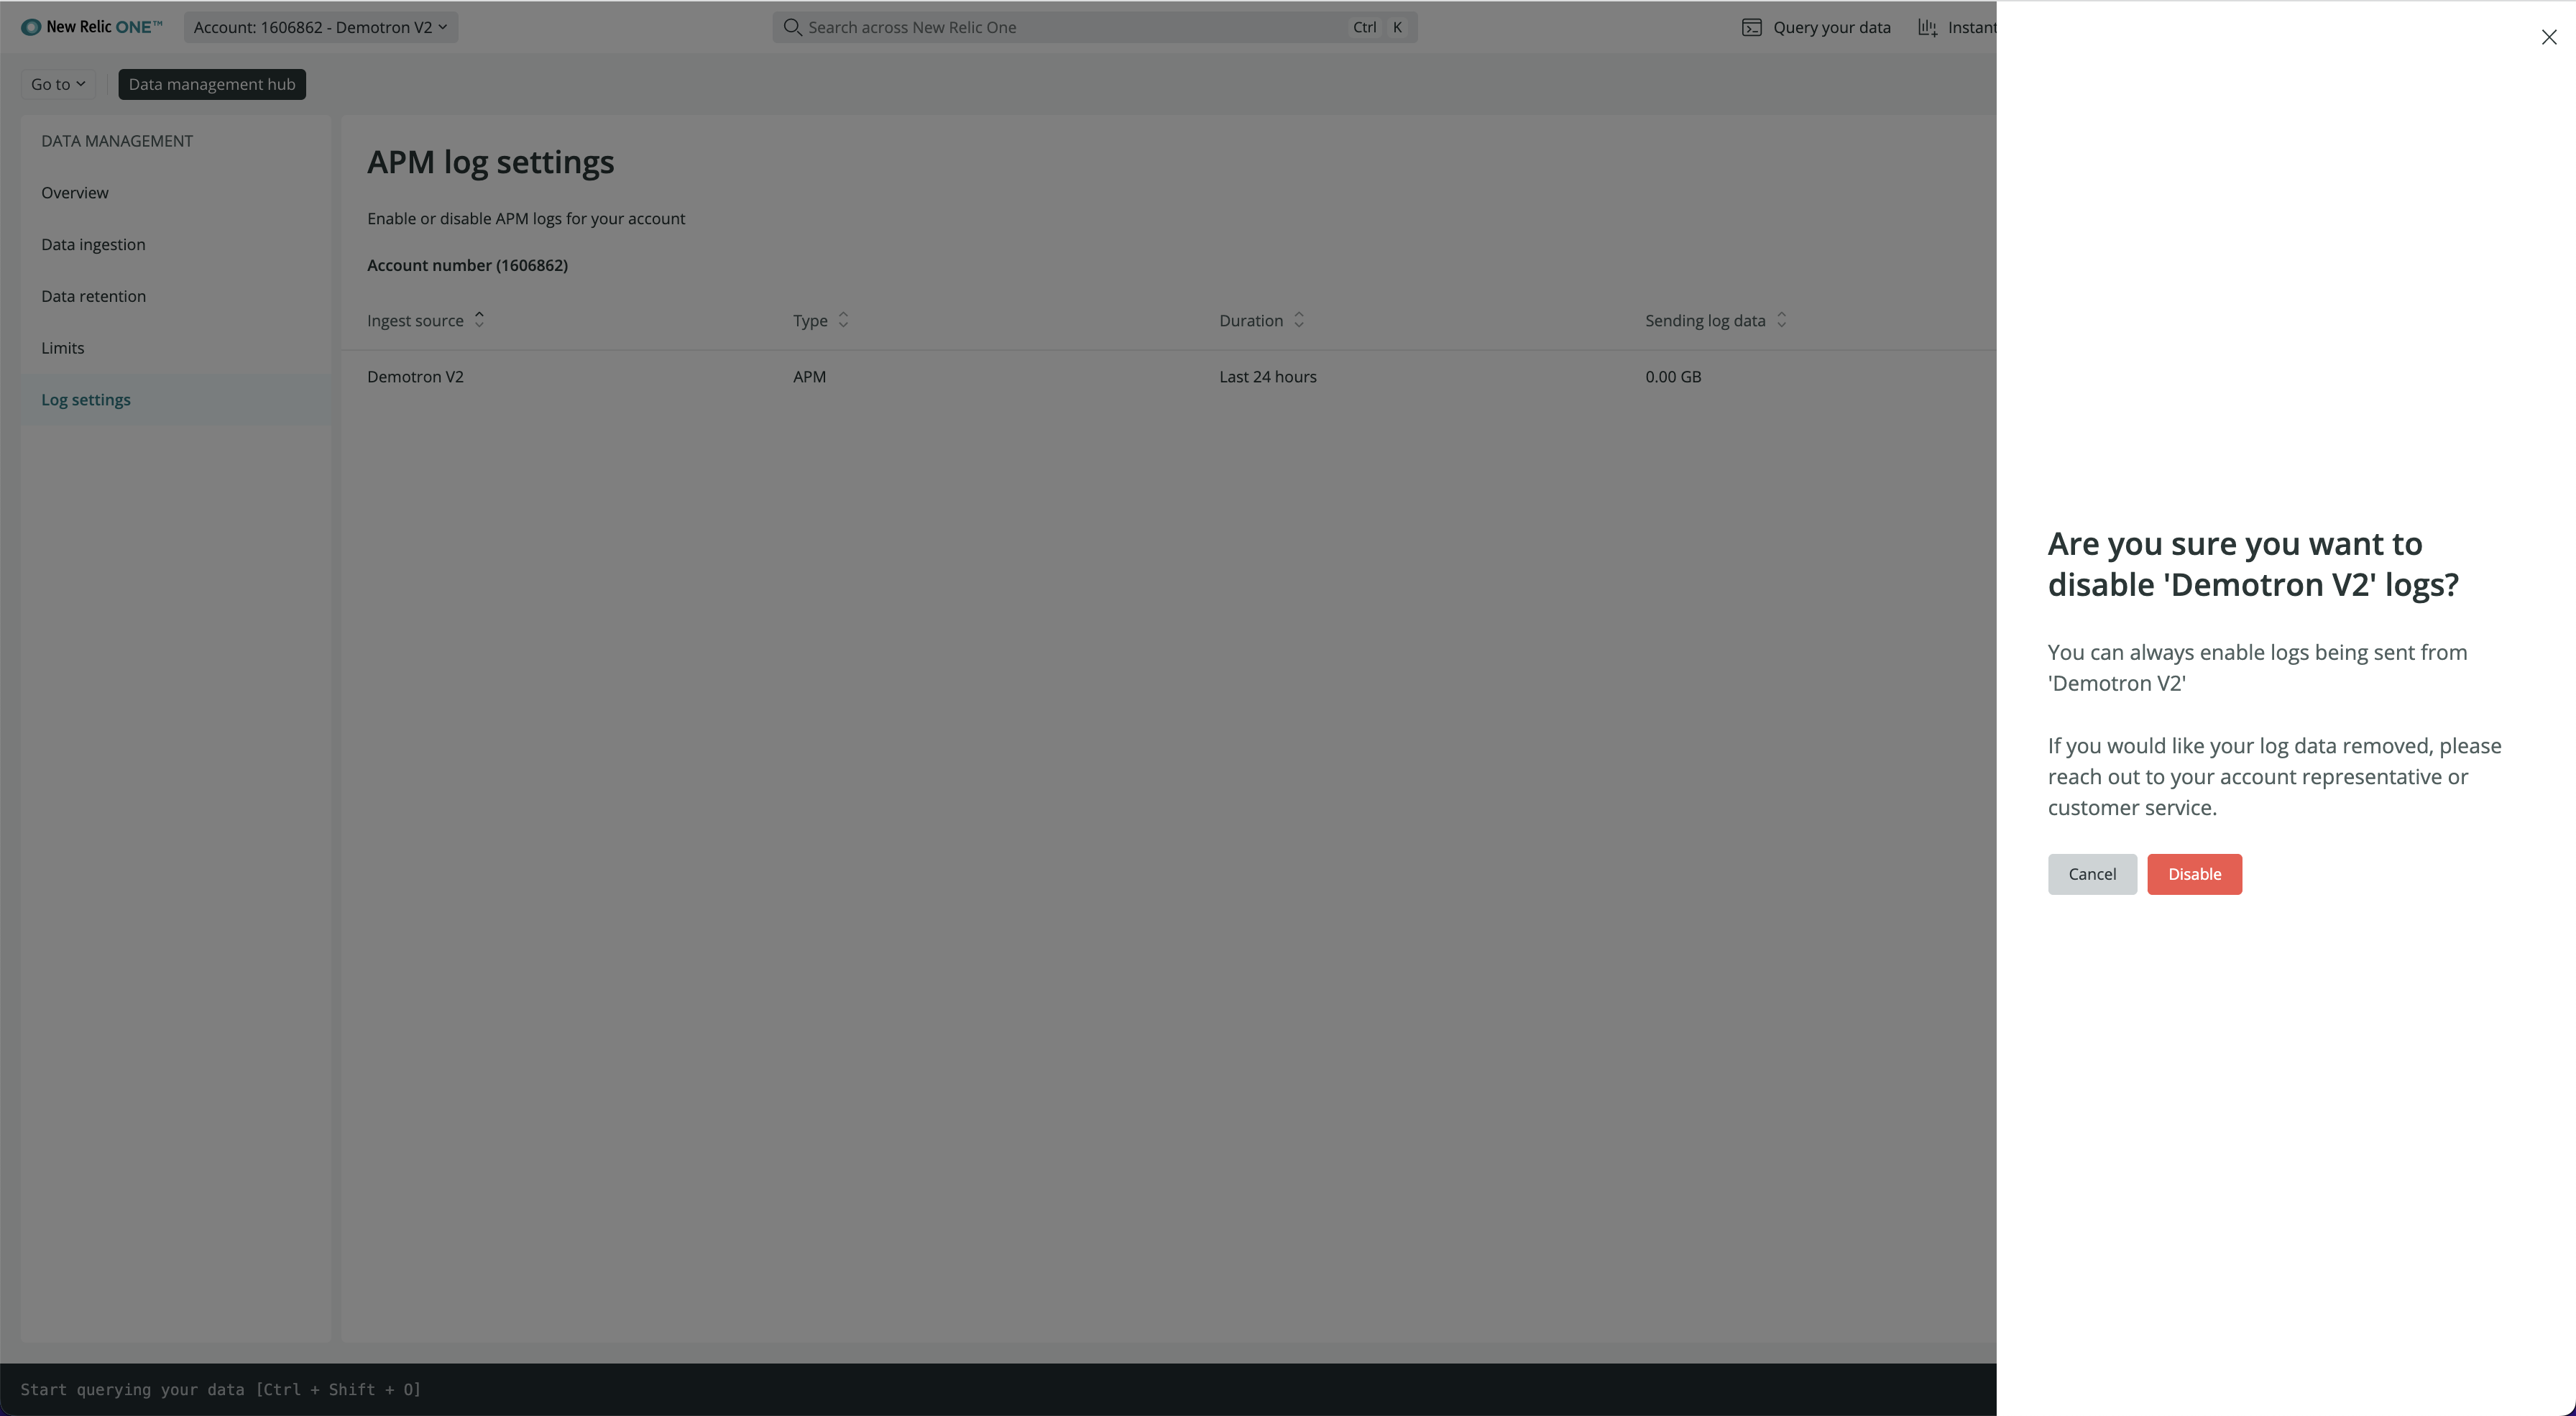 New Relic ONE™
Account: 1606862 - Demotron V2
Search across New Relic One
Ctrl K
Query your data
Instant
Go to
Data management hub
DATA MANAGEMENT
Overview
Data ingestion
Data retention
Limits
Log settings
APM log settings
Enable or disable APM logs for your account
Account number (1606862)
Ingest source Type Duration Sending log data
Demotron V2 APM Last 24 hours 0.00 GB
Are you sure you want to
disable 'Demotron V2' logs?
You can always enable logs being sent from
'Demotron V2'
If you would like your log data removed, please
reach out to your account representative or
customer service.
Cancel
Disable
Start querying your data [Ctrl + Shift + O]